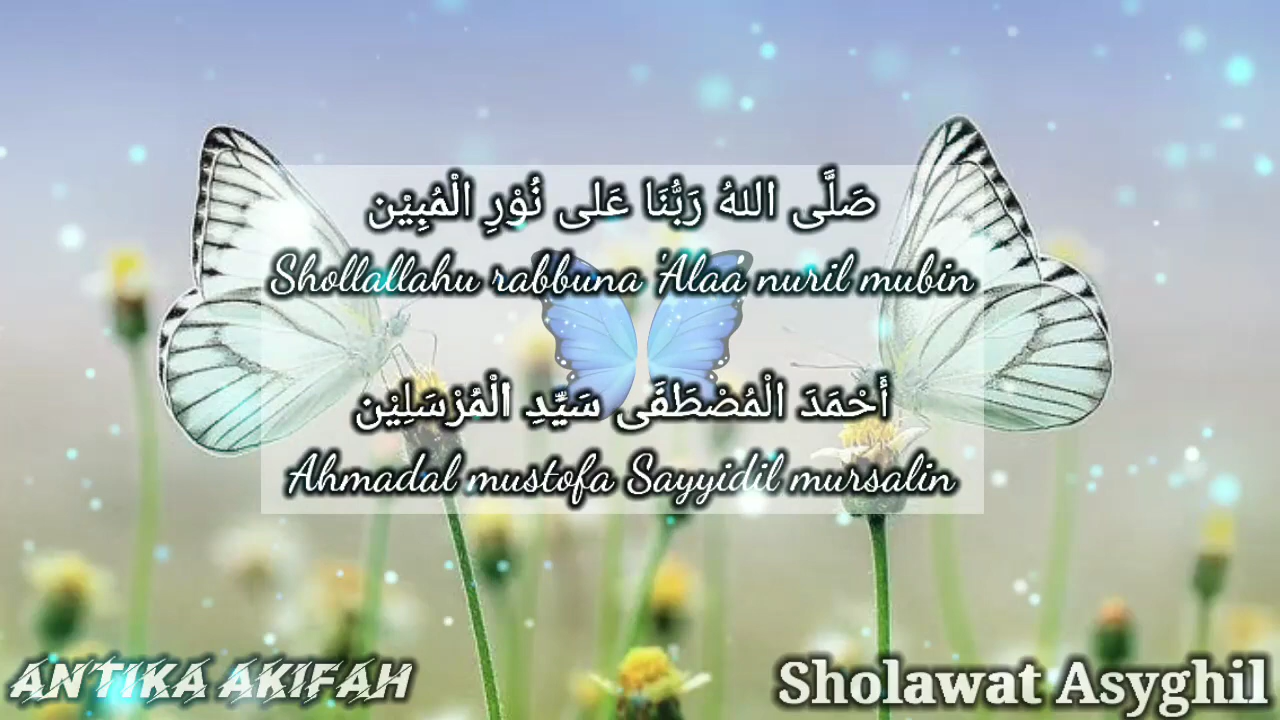 صَلَّى اللهُ رَبُّنَا عَلى نُوْرِ الْمُبِيْن
Shollallahu rabbuna 'Alaa nuril mubin
أَحْمَدَ الْمُصْطَفَى سَيِّدِ الْمُرْسَلِيْن
Ahmadal mustofa Sayyidil mursalin
ANTIKA AKIFAH
Sholawat Asyghil